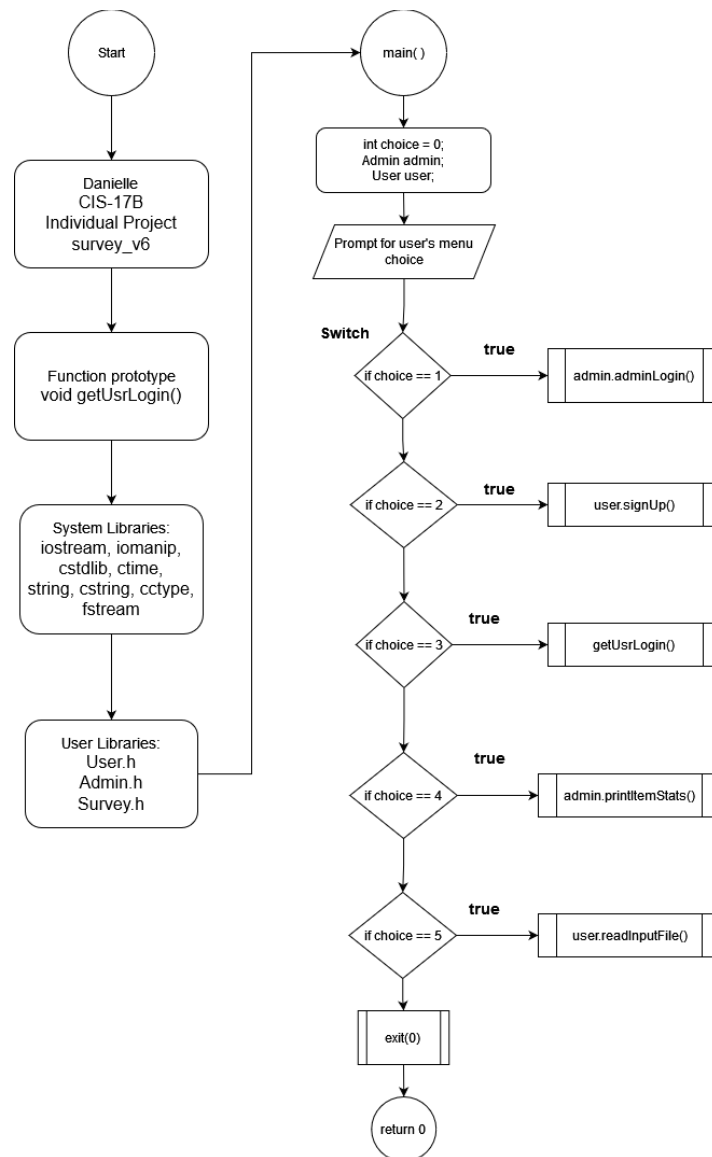 Start
Danielle
CIS-17B
Individual Project
survey_v6
Function prototype
void getUsrLogin()
System Libraries:
iostream, iomanip,
cstdlib, ctime,
string, cstring, cctype,
fstream
User Libraries:
User.h
Admin.h
Survey.h
main( )
int choice = 0;
Admin admin;
User user;
Prompt for user's menu
choice
Switch
if choice == 1
true
admin.adminLogin()
if choice == 2
true
user.signUp()
if choice == 3
true
getUsrLogin()
if choice == 4
true
admin.printItemStats()
if choice == 5
true
user.readInputFile()
exit(0)
return 0